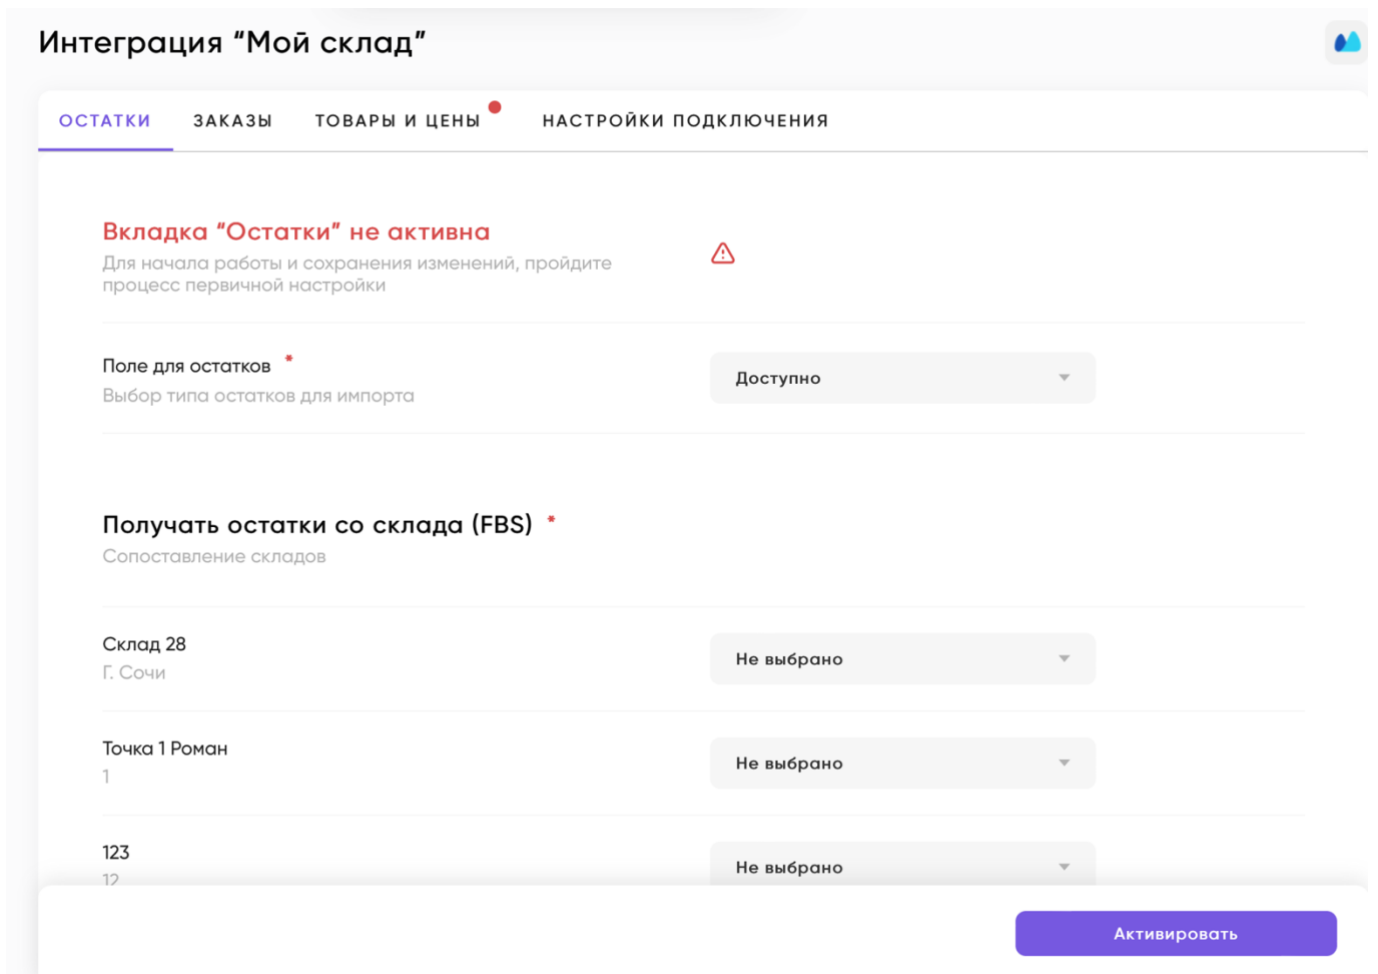 Интеграция “Мой склад”
ОСТАТКИ ЗАКАЗЫ ТОВАРЫ И ЦЕНЫ НАСТРОЙКИ ПОДКЛЮЧЕНИЯ
Вкладка “Остатки” не активна
Для начала работы и сохранения изменений, пройдите
процесс первичной настройки
Поле для остатков *
Доступно
Выбор типа остатков для импорта
Получать остатки со склада (FBS) *
Сопоставление складов
Склад 28
Не выбрано
Г. Сочи
Точка 1 Роман
Не выбрано
1
123
Не выбрано
12
Активировать